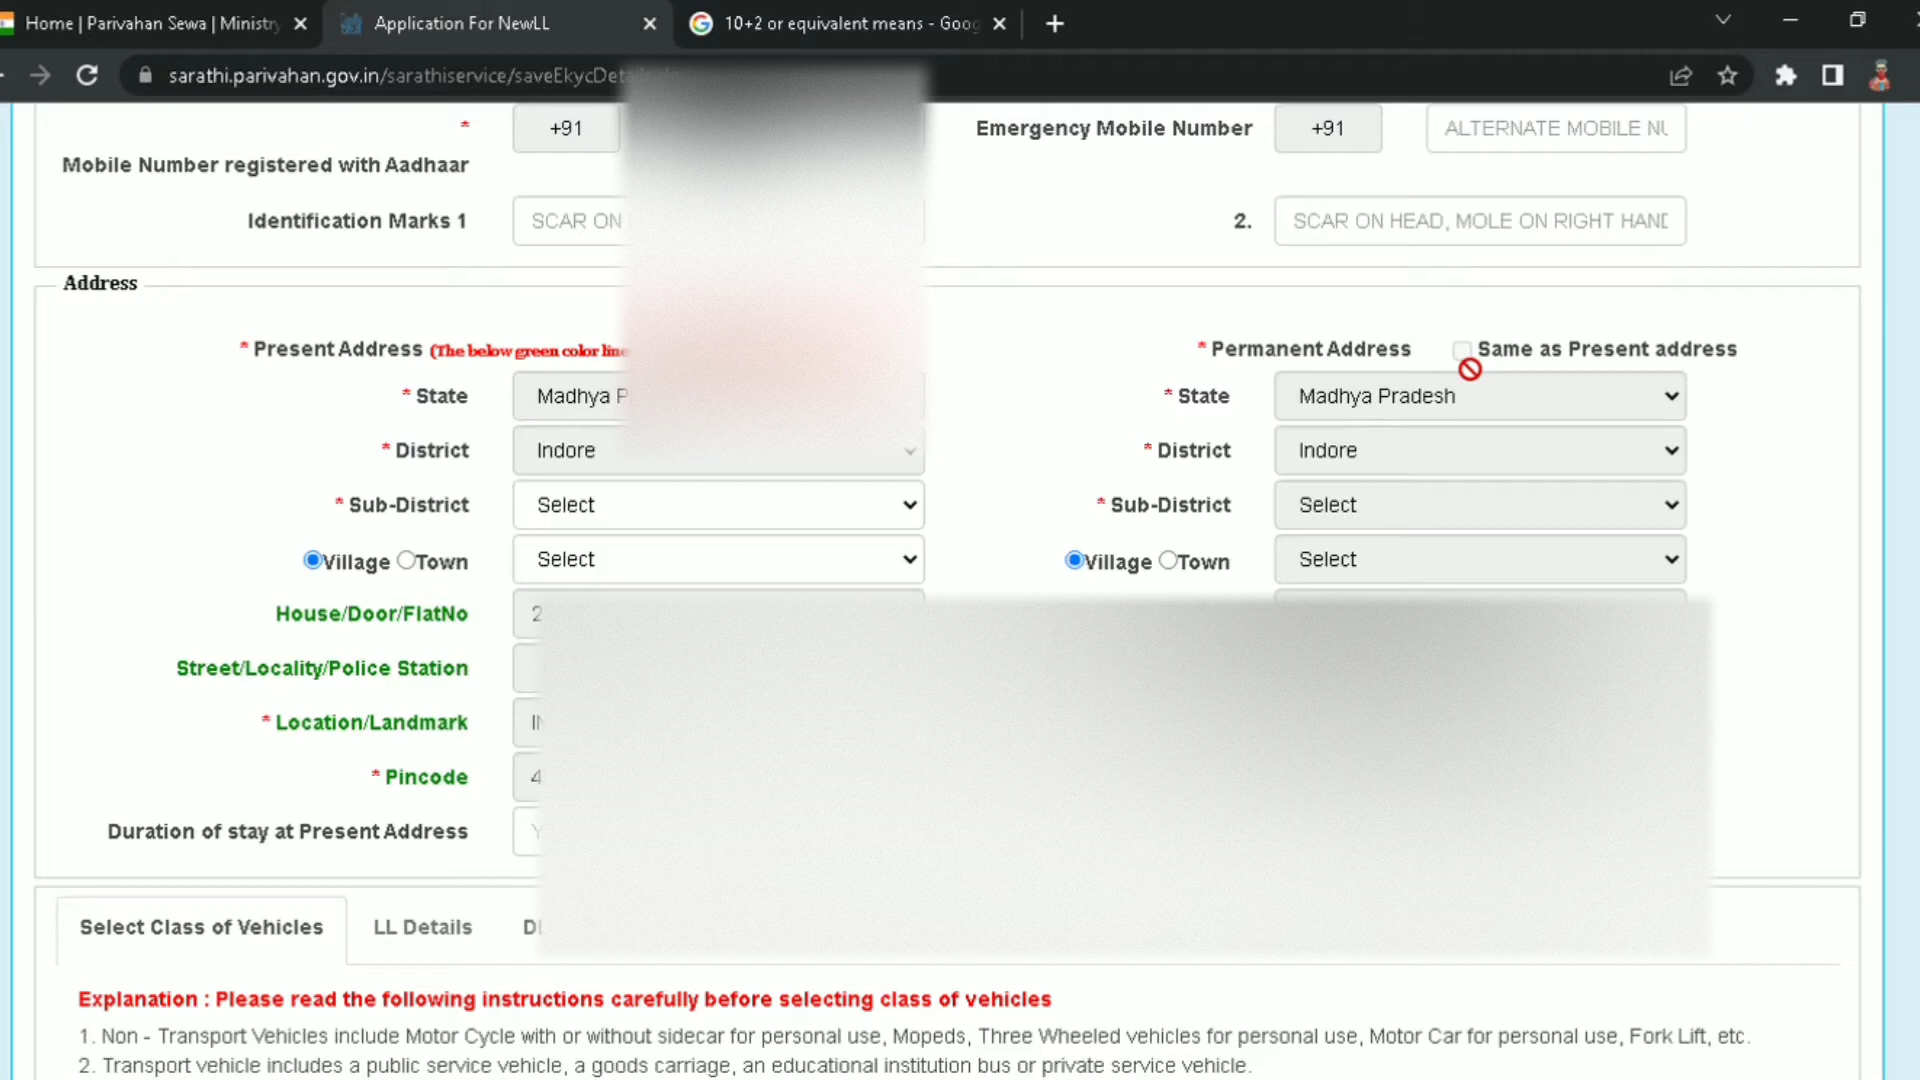 Home | Parivahan Sewa | Ministry
Application For NewLL
10+2 or equivalent means - Goog
sarathi.parivahan.gov.in/sarathiservice/saveEkycDet
* +91
Emergency Mobile Number +91 ALTERNATE MOBILE NU
Mobile Number registered with Aadhaar
Identification Marks 1 SCAR ON
2. SCAR ON HEAD, MOLE ON RIGHT HAND
Address
* Present Address (The below green color line
* Permanent Address Same as Present address
* State Madhya P
* State Madhya Pradesh
* District Indore
* District Indore
* Sub-District Select
* Sub-District Select
Village Town Select
Village Town Select
House/Door/FlatNo 2
Street/Locality/Police Station
* Location/Landmark IN
* Pincode 4
Duration of stay at Present Address Y
Select Class of Vehicles LL Details
Explanation : Please read the following instructions carefully before selecting class of vehicles
1. Non - Transport Vehicles include Motor Cycle with or without sidecar for personal use, Mopeds, Three Wheeled vehicles for personal use, Motor Car for personal use, Fork Lift, etc.
2. Transport vehicle includes a public service vehicle, a goods carriage, an educational institution bus or private service vehicle.